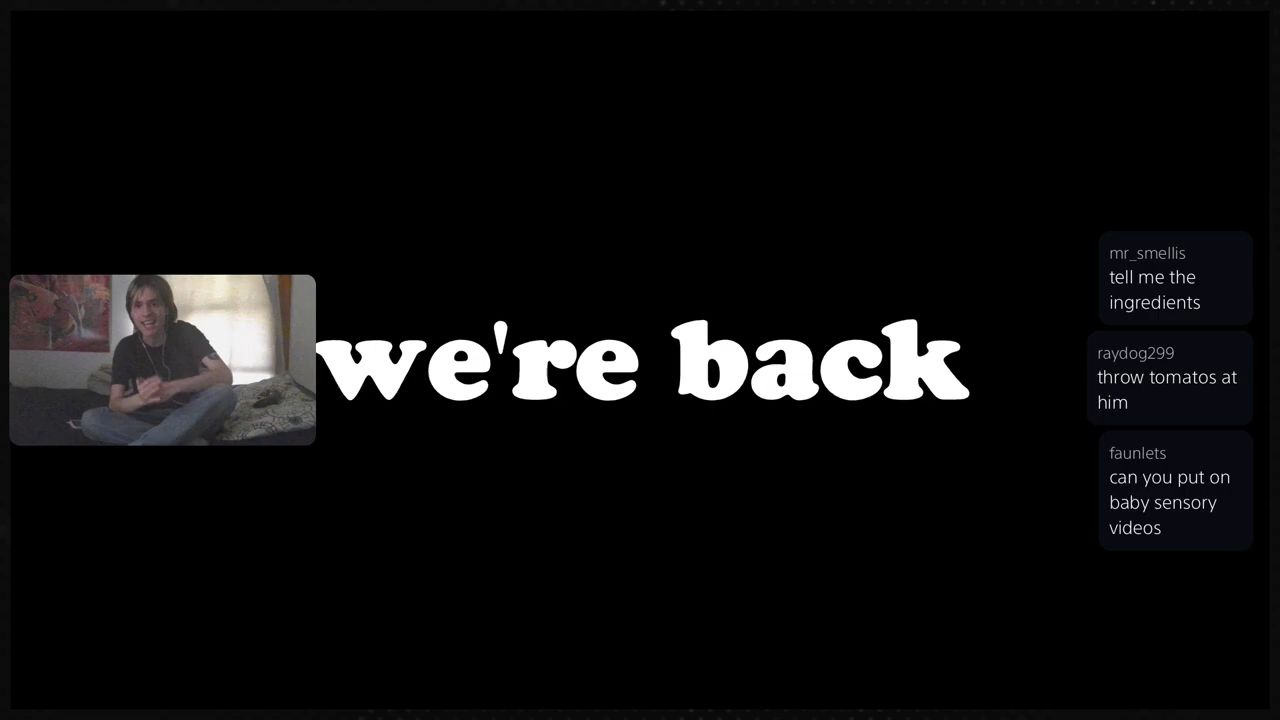 we're back
mr_smellis
tell me the
ingredients
raydog299
throw tomatos at
him
faunlets
can you put on
baby sensory
videos